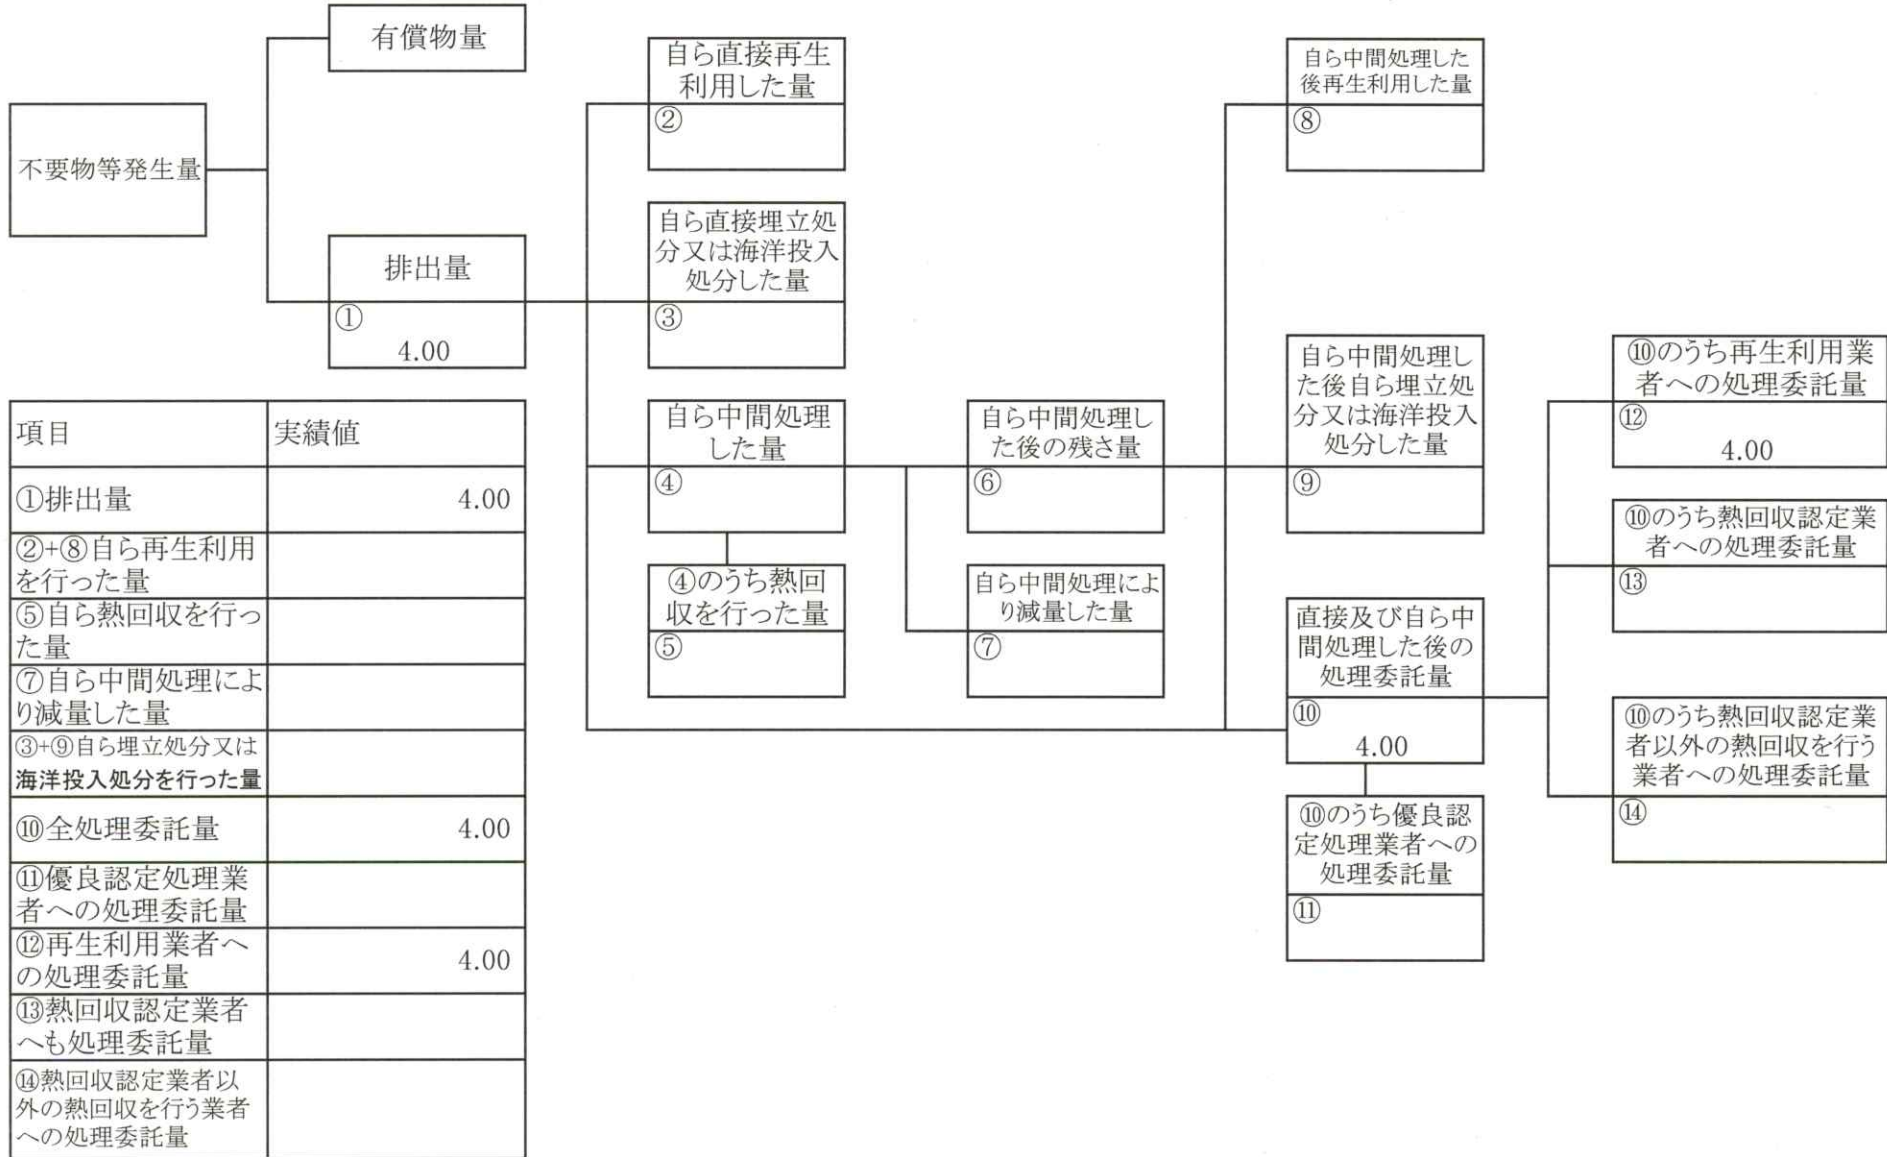 有償物量
不要物等発生量
排出量
①
4.00
自ら直接再生
利用した量
②
自ら直接埋立処
分又は海洋投入
処分した量
③
自ら中間処理
した量
④
④のうち熱回
収を行った量
⑤
自ら中間処理し
た後の残さ量
⑥
自ら中間処理によ
り減量した量
⑦
自ら中間処理した
後再生利用した量
⑧
自ら中間処理し
た後自ら埋立処
分又は海洋投入
処分した量
⑨
直接及び自ら中
間処理した後の
処理委託量
⑩
4.00
⑩のうち優良認
定処理業者への
処理委託量
⑪
⑩のうち再生利用業
者への処理委託量
⑫
4.00
⑩のうち熱回収認定業
者への処理委託量
⑬
⑩のうち熱回収認定業
者以外の熱回収を行う
業者への処理委託量
⑭
項目 実績値
①排出量 4.00
②+⑧自ら再生利用
を行った量
⑤自ら熱回収を行っ
た量
⑦自ら中間処理によ
り減量した量
③+⑨自ら埋立処分又は
海洋投入処分を行った量
⑩全処理委託量 4.00
⑪優良認定処理業
者への処理委託量
⑫再生利用業者へ
の処理委託量 4.00
⑬熱回収認定業者
へも処理委託量
⑭熱回収認定業者以
外の熱回収を行う業者
への処理委託量